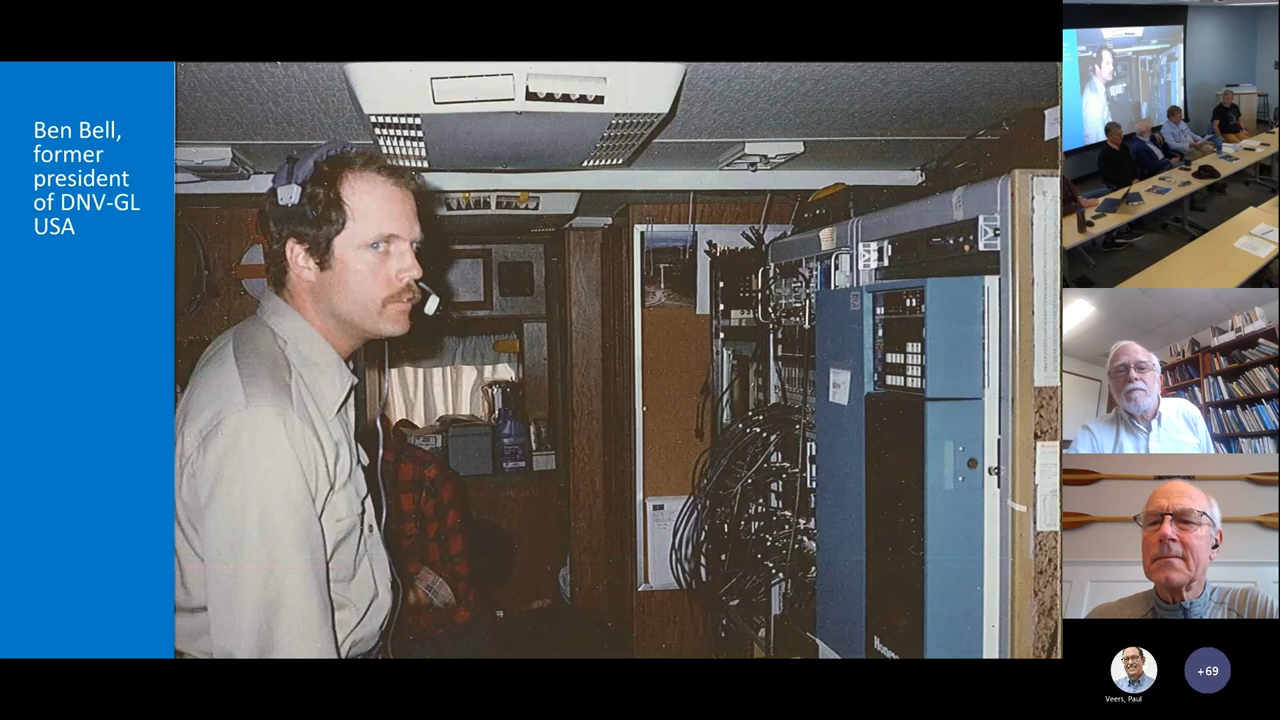 Ben Bell,
former
president
of DNV-GL
USA
Veers, Paul
+69